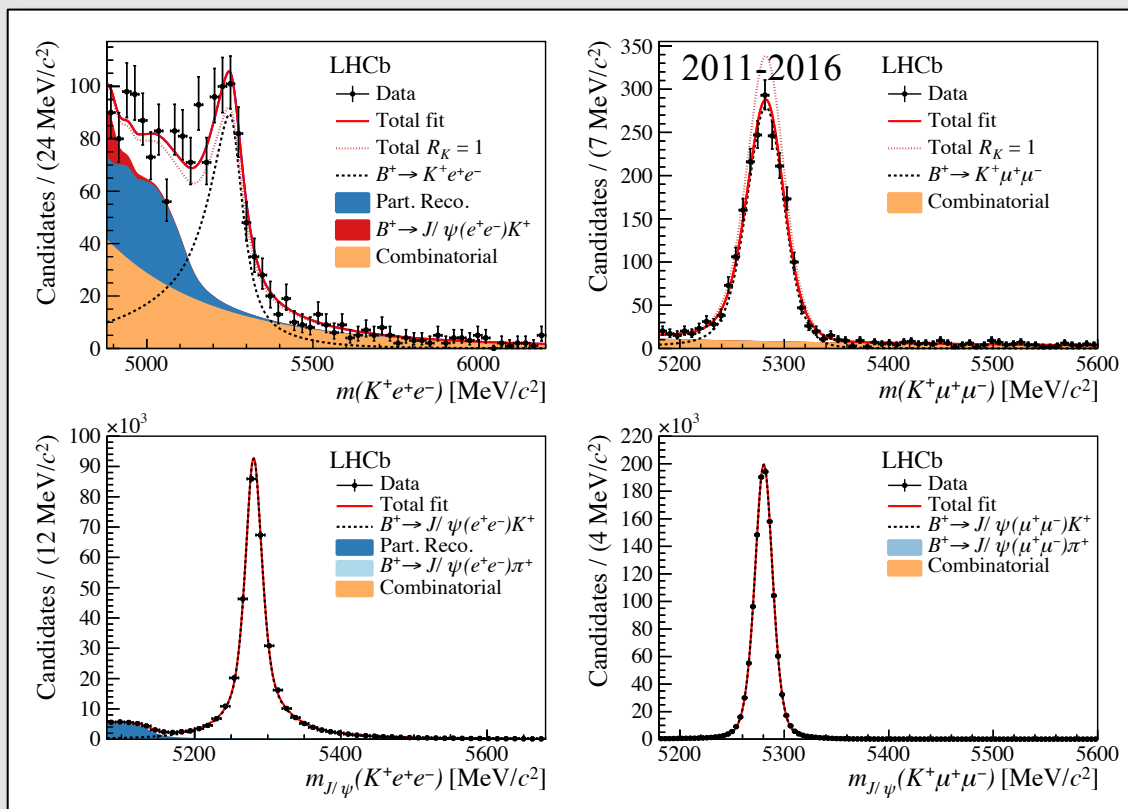 Candidates / (24 MeV/c²)
100
80
60
40
20
0
LHCb
Data
Total fit
Total R_K = 1
B⁺→ K⁺e⁺e⁻
Part. Reco.
B⁺→ J/ψ(e⁺e⁻)K⁺
Combinatorial
5000 5500 6000
m(K⁺e⁺e⁻) [MeV/c²]
Candidates / (7 MeV/c²)
350
300
250
200
150
100
50
0
2011-2016
LHCb
Data
Total fit
Total R_K = 1
B⁺→ K⁺μ⁺μ⁻
Combinatorial
5200 5300 5400 5500 5600
m(K⁺μ⁺μ⁻) [MeV/c²]
×10³
Candidates / (12 MeV/c²)
100
90
80
70
60
50
40
30
20
10
0
LHCb
Data
Total fit
B⁺→ J/ψ(e⁺e⁻)K⁺
Part. Reco.
B⁺→ J/ψ(e⁺e⁻)π⁺
Combinatorial
5200 5400 5600
m_{J/ψ}(K⁺e⁺e⁻) [MeV/c²]
×10³
Candidates / (4 MeV/c²)
220
200
180
160
140
120
100
80
60
40
20
0
LHCb
Data
Total fit
B⁺→ J/ψ(μ⁺μ⁻)K⁺
B⁺→ J/ψ(μ⁺μ⁻)π⁺
Combinatorial
5200 5300 5400 5500 5600
m_{J/ψ}(K⁺μ⁺μ⁻) [MeV/c²]